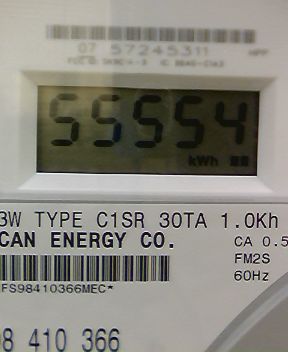 07 57245311
55554
kWh
3W TYPE C1SR 30TA 1.0Kh
CAN ENERGY CO.
CA 0.5
FM2S
60Hz
FS98410366MEC*
98 410 366